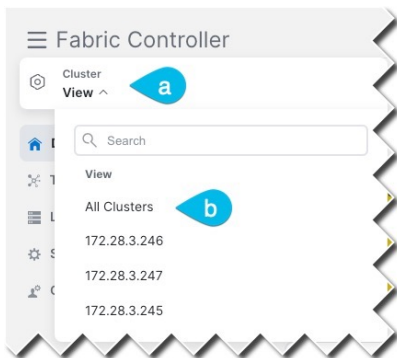 Fabric Controller
Cluster
View
a
Search
View
All Clusters
b
172.28.3.246
172.28.3.247
172.28.3.245